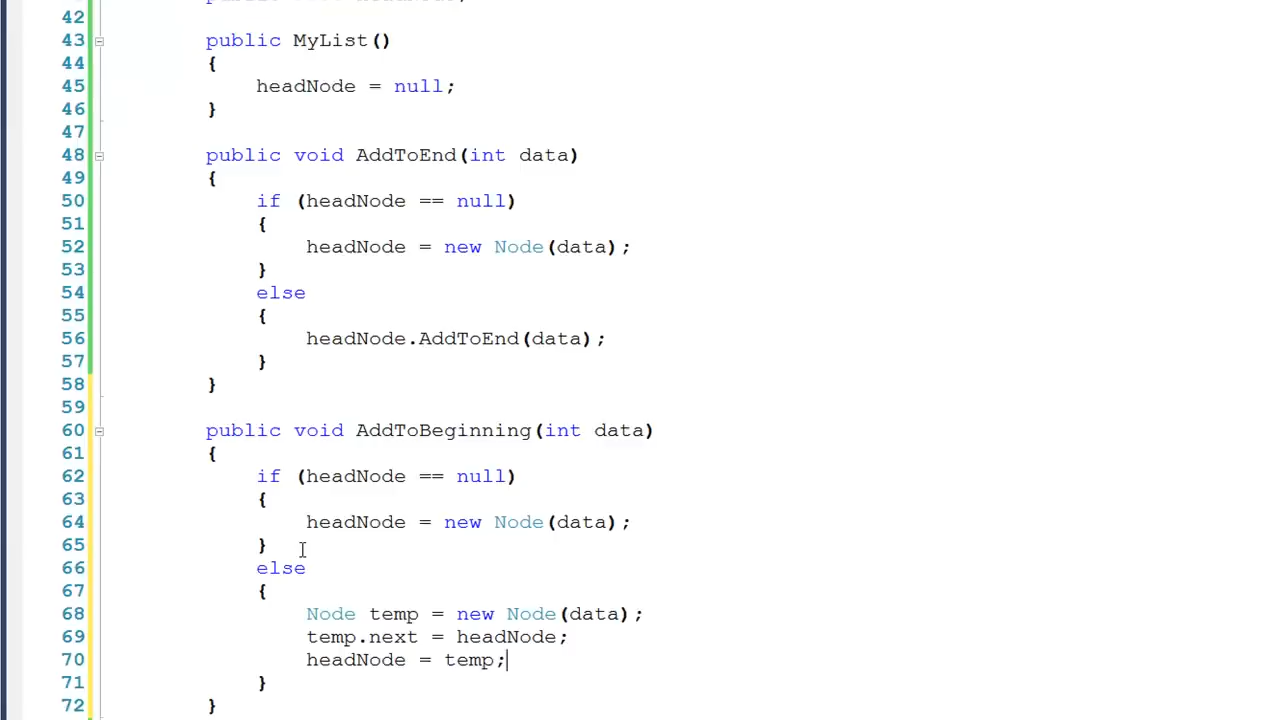 42
43 public MyList()
44 {
45 headNode = null;
46 }
47
48 public void AddToEnd(int data)
49 {
50 if (headNode == null)
51 {
52 headNode = new Node(data);
53 }
54 else
55 {
56 headNode.AddToEnd(data);
57 }
58 }
59
60 public void AddToBeginning(int data)
61 {
62 if (headNode == null)
63 {
64 headNode = new Node(data);
65 }
66 else
67 {
68 Node temp = new Node(data);
69 temp.next = headNode;
70 headNode = temp;
71 }
72 }